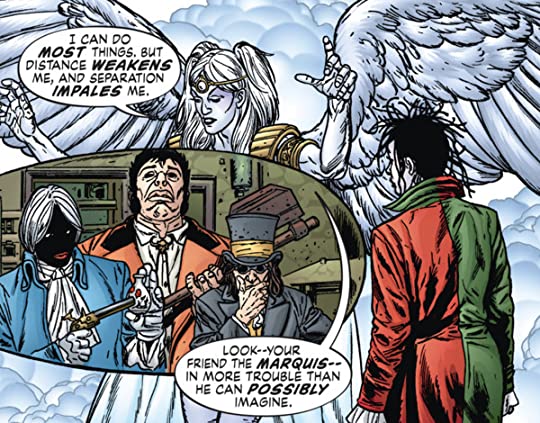 I CAN DO
MOST THINGS. BUT
DISTANCE WEAKENS
ME, AND SEPARATION
IMPALES ME.
LOOK--YOUR
FRIEND THE MARQUIS--
IN MORE TROUBLE THAN
HE CAN POSSIBLY
IMAGINE.